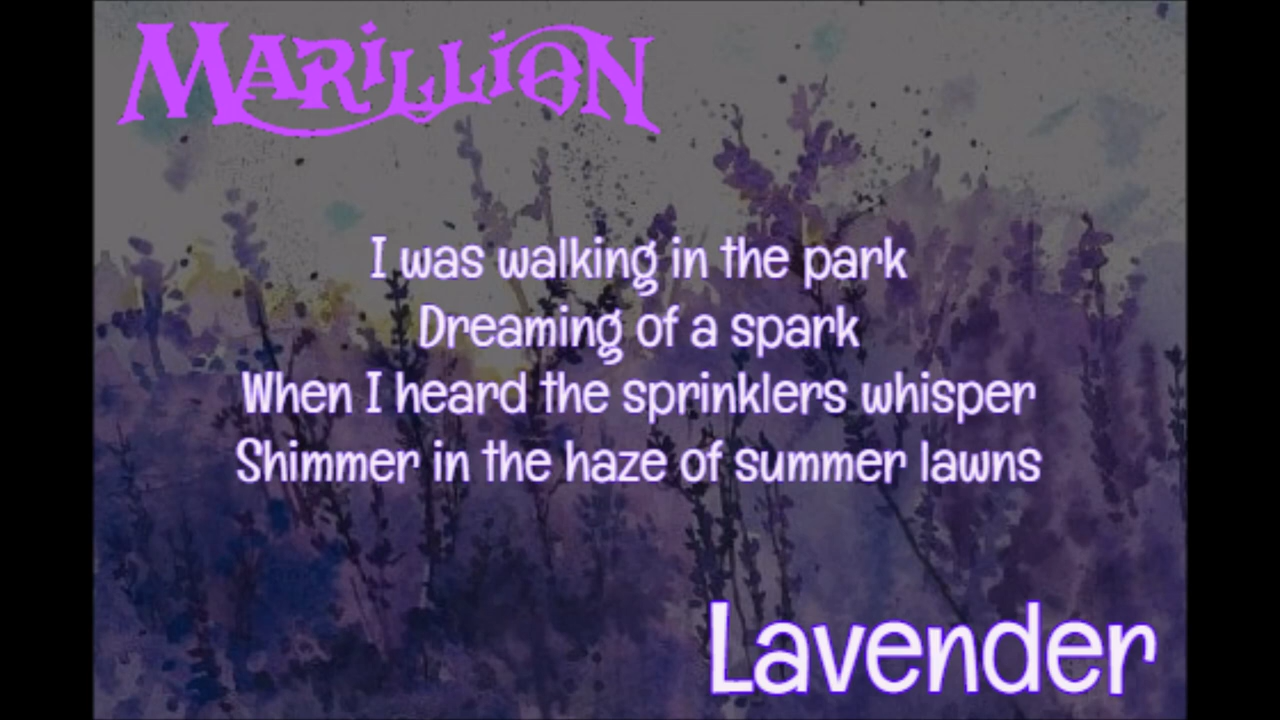 Marillion
I was walking in the park
Dreaming of a spark
When I heard the sprinklers whisper
Shimmer in the haze of summer lawns
Lavender